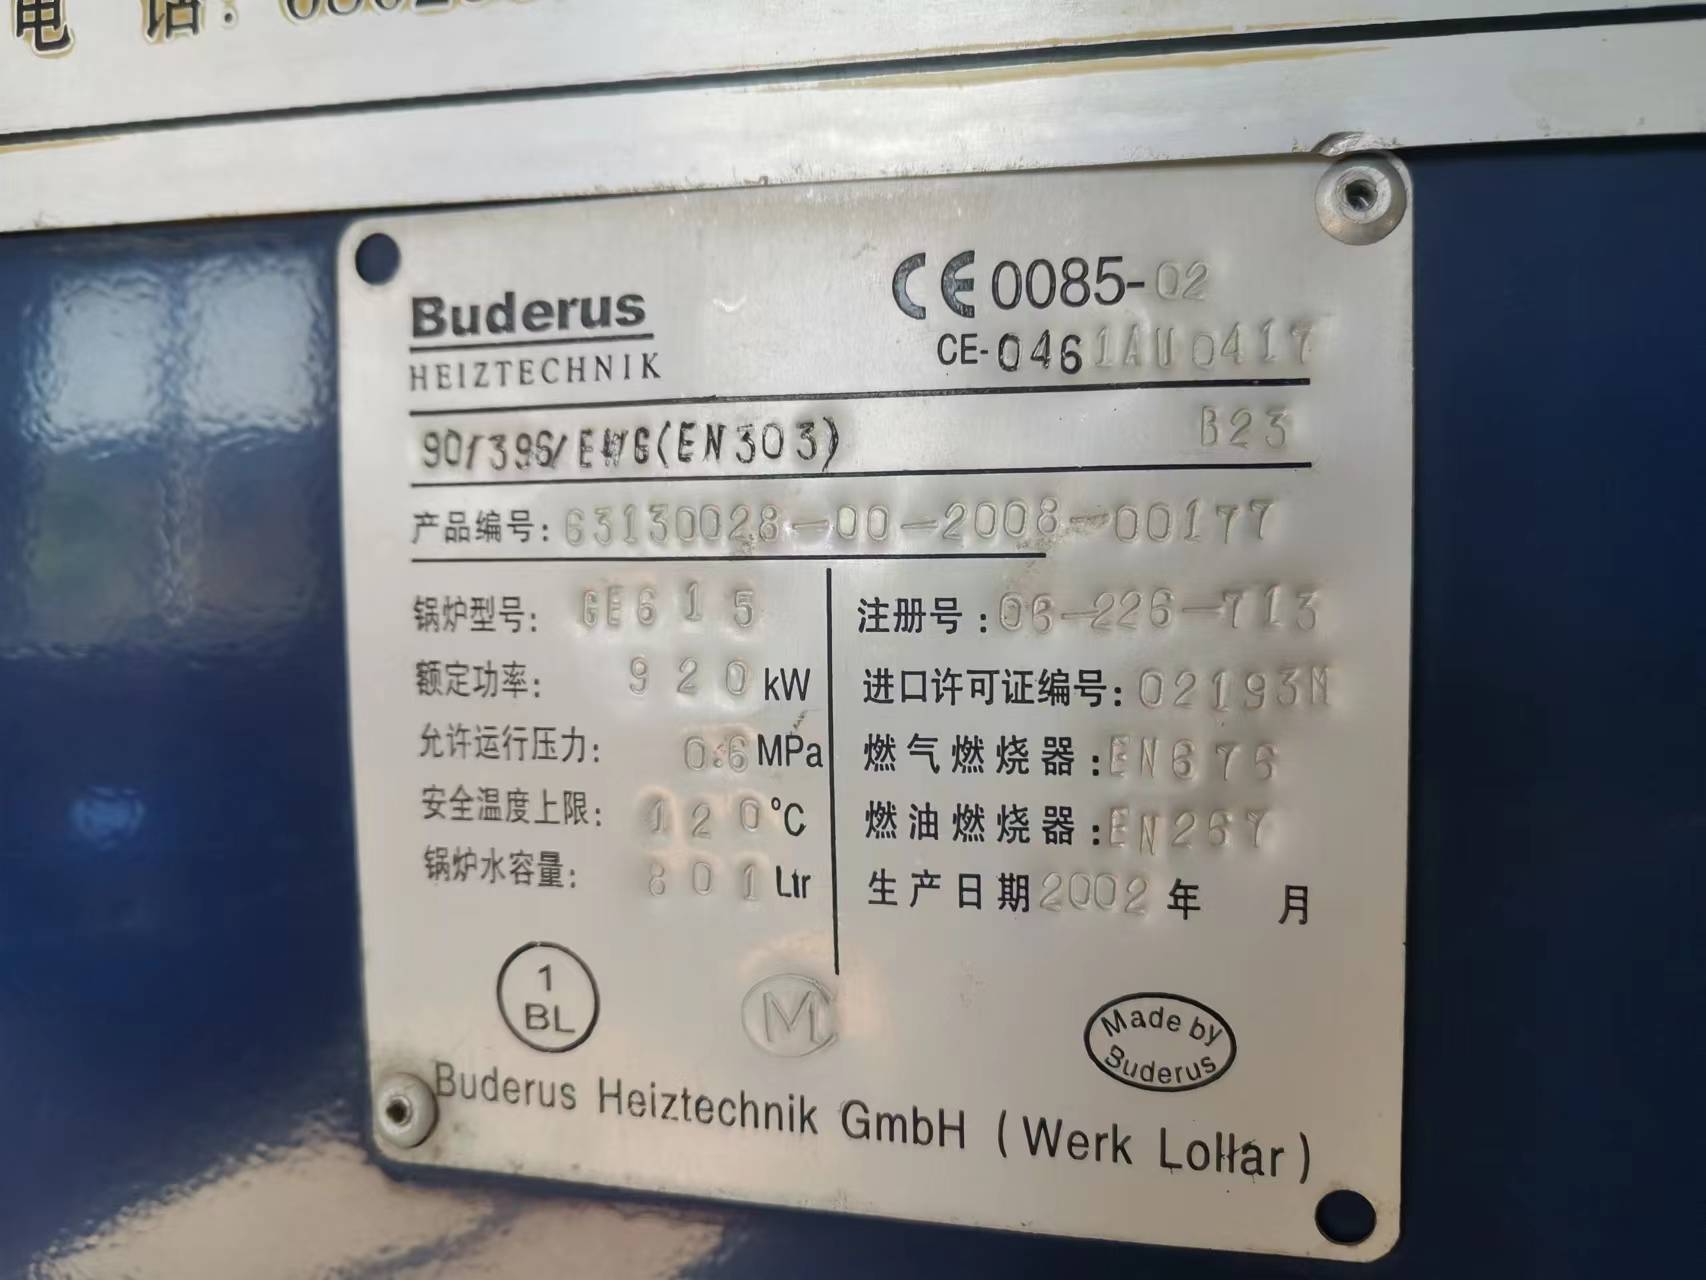 电 话:
Buderus
HEIZTECHNIK
CE 0085-02
CE-0461AU0417
90/396/EWG(EN303)
B23
产品编号: 63130028-00-2008-00177
锅炉型号: GE615
额定功率: 920 kW
允许运行压力: 0.6 MPa
安全温度上限: 120 °C
锅炉水容量: 801 Ltr
注册号: 06-226-713
进口许可证编号: 02193N
燃气燃烧器: EN676
燃油燃烧器: EN267
生产日期 2002 年 月
1
BL
MC
Made by
Buderus
Buderus Heiztechnik GmbH (Werk Lollar)